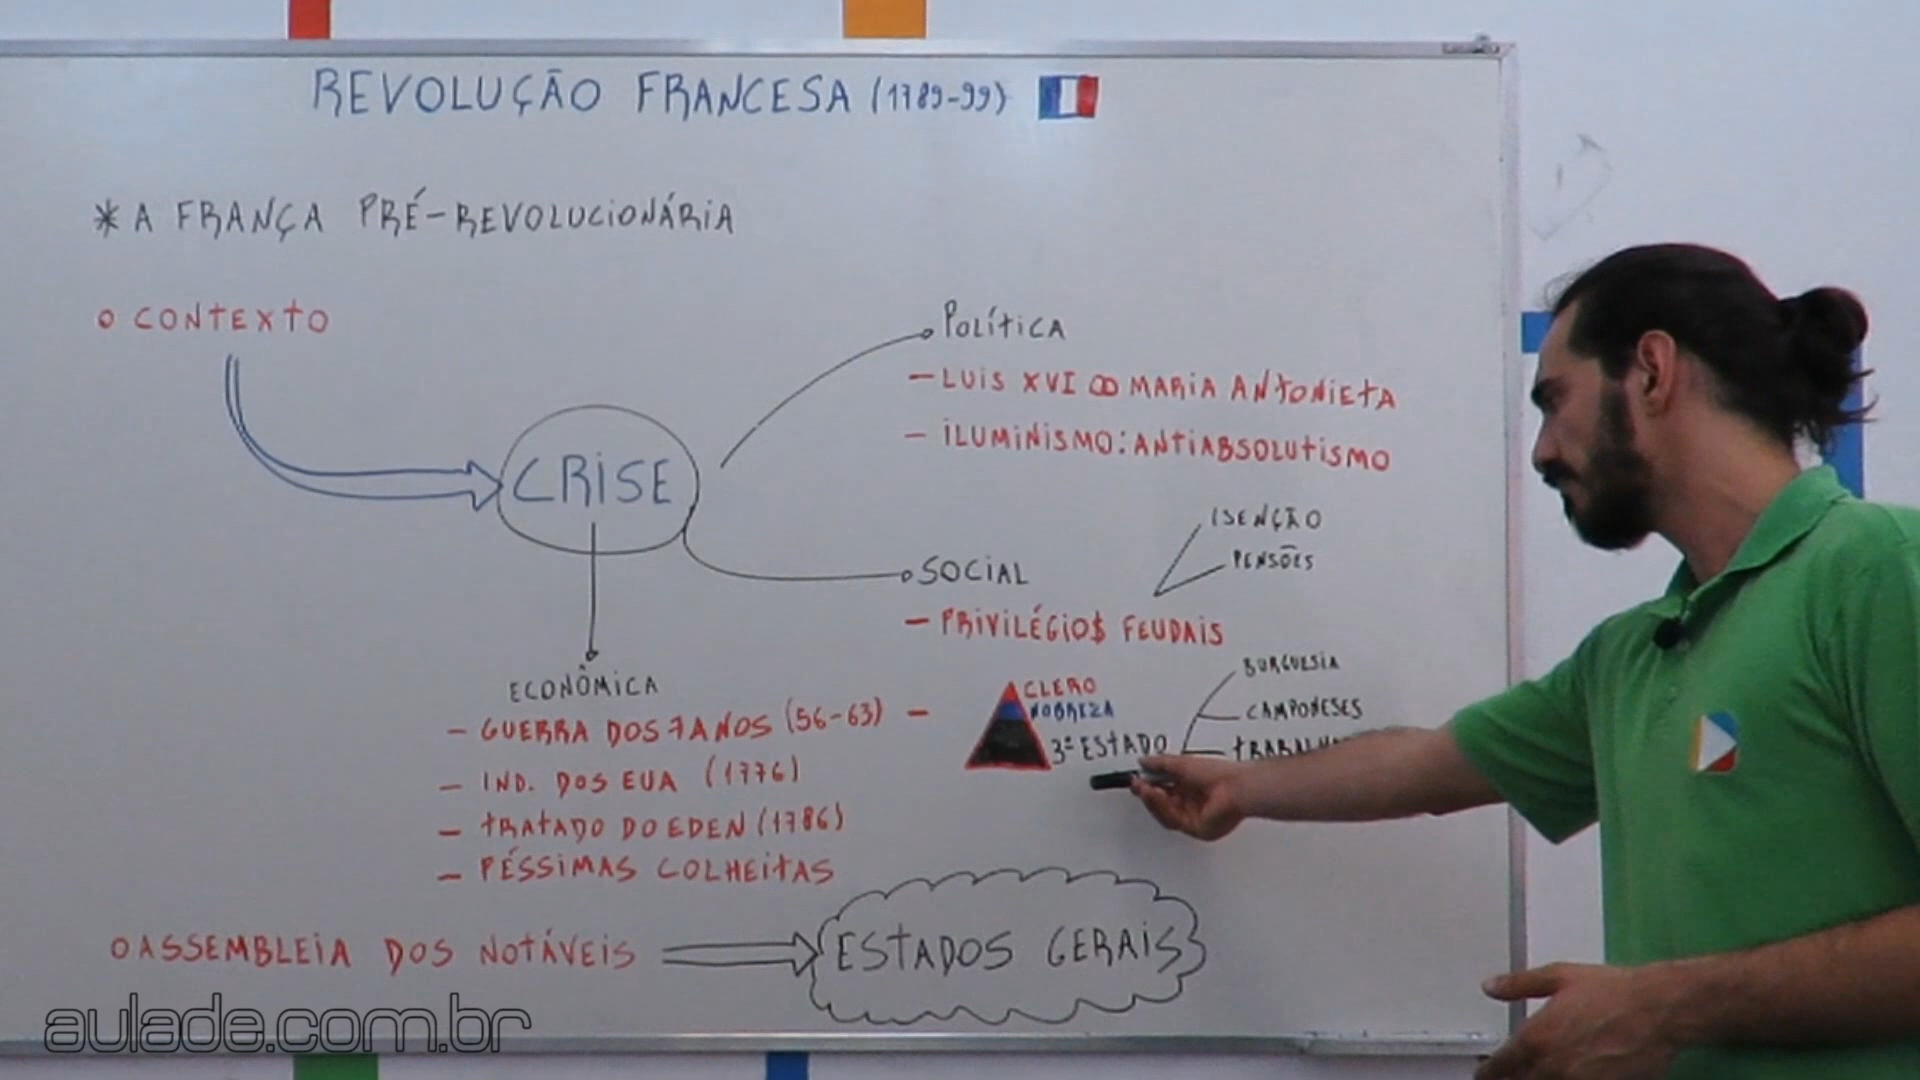 REVOLUÇÃO FRANCESA (1789-99)
* A FRANÇA PRÉ-REVOLUCIONÁRIA
O CONTEXTO
CRISE
POLÍTICA
- LUIS XVI ∞ MARIA ANTONIETA
- ILUMINISMO: ANTIABSOLUTISMO
ISENÇÃO
PENSÕES
SOCIAL
- PRIVILÉGIO$ FEUDAIS
BURGUESIA
CLERO
NOBREZA
CAMPONESES
3º ESTADO
ECONÔMICA
- GUERRA DOS 7 ANOS (56-63)
- IND. DOS EUA (1776)
- TRATADO DO EDEN (1786)
- PÉSSIMAS COLHEITAS
O ASSEMBLEIA DOS NOTÁVEIS
ESTADOS GERAIS
aulade.com.br